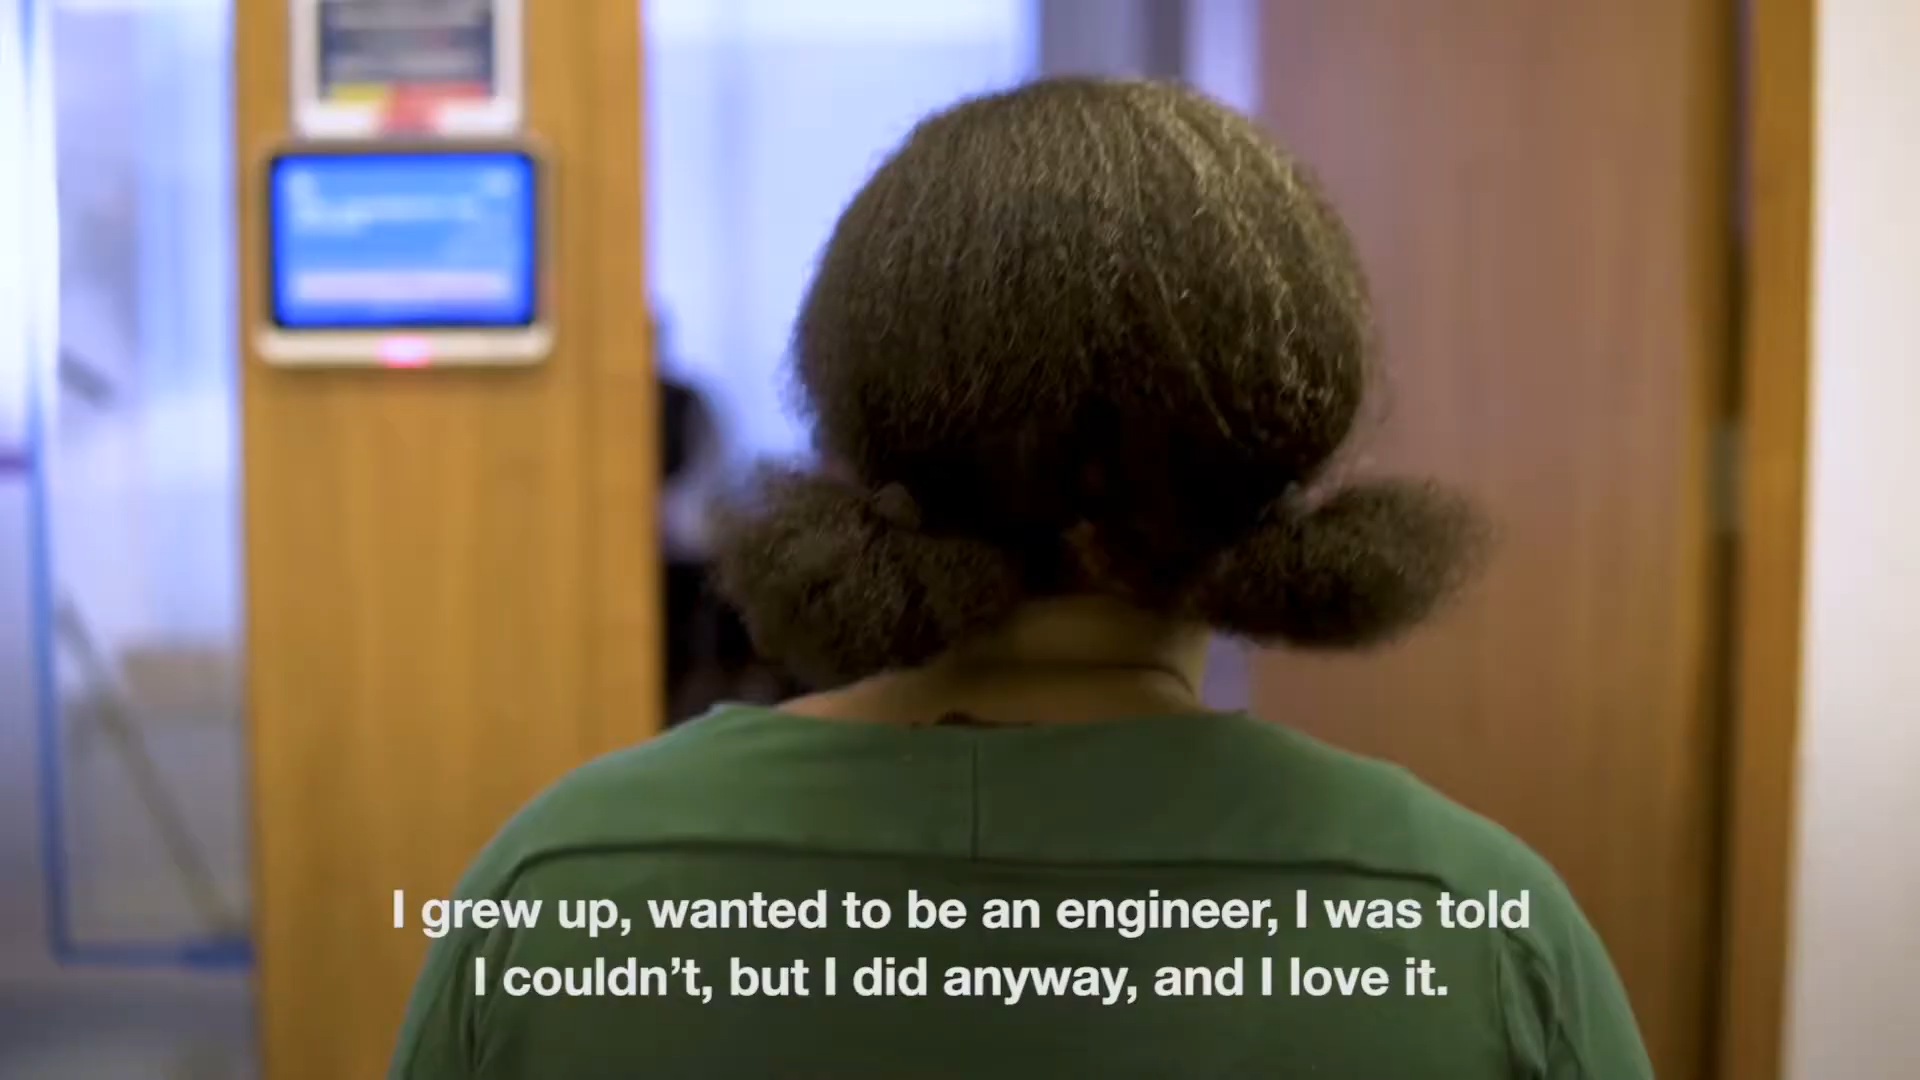 I grew up, wanted to be an engineer, I was told
I couldn’t, but I did anyway, and I love it.